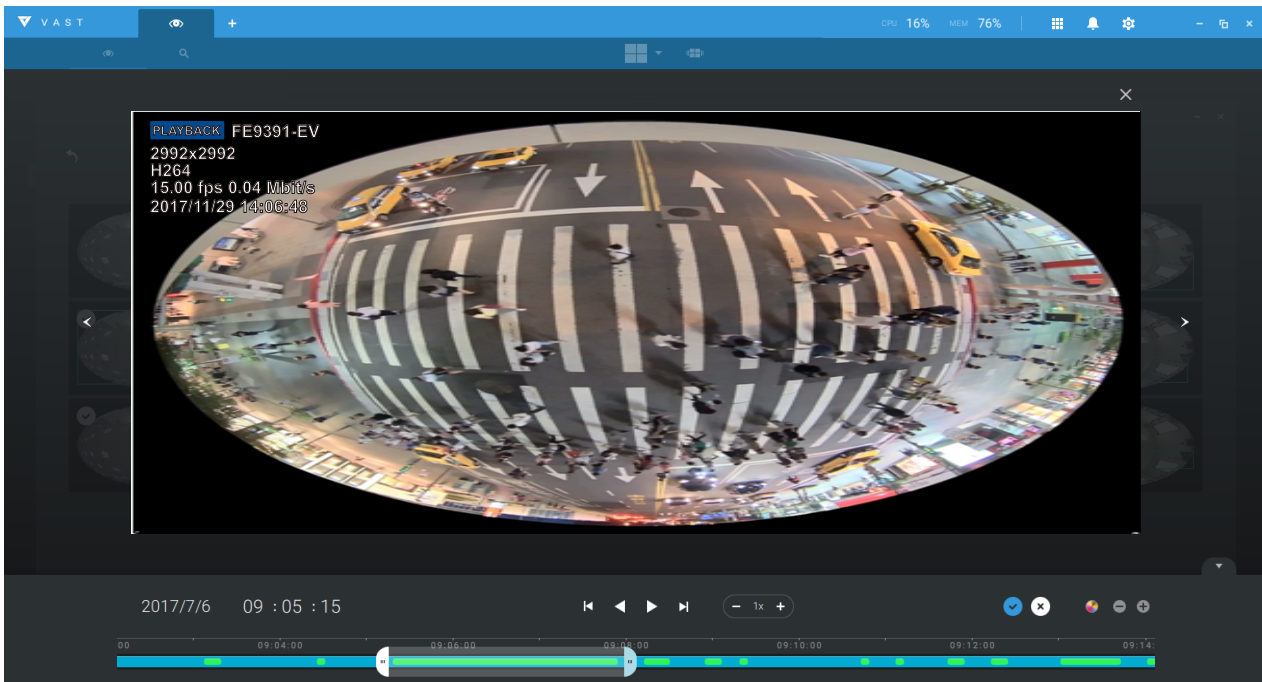 VAST
CPU 16% MEM 76%
PLAYBACK FE9391-EV
2992x2992
H264
15.00 fps 0.04 Mbit/s
2017/11/29 14:06:48
2017/7/6 09 : 05 : 15
1x
00 09:04:00 09:06:00 09:08:00 09:10:00 09:12:00 09:14: